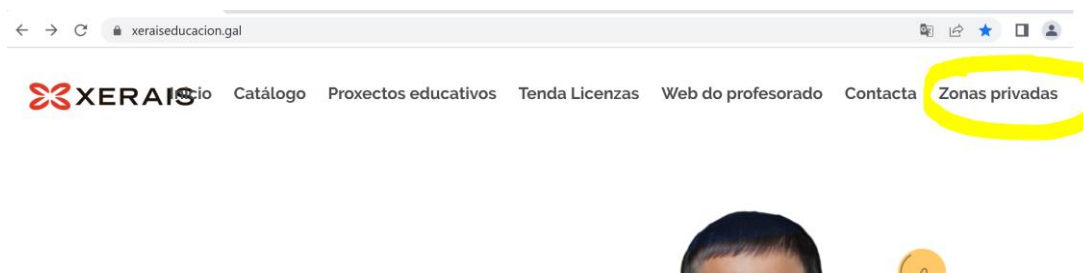 xeraiseducacion.gal
XERAIS Inicio Catálogo Proxectos educativos Tenda Licenzas Web do profesorado Contacta Zonas privadas